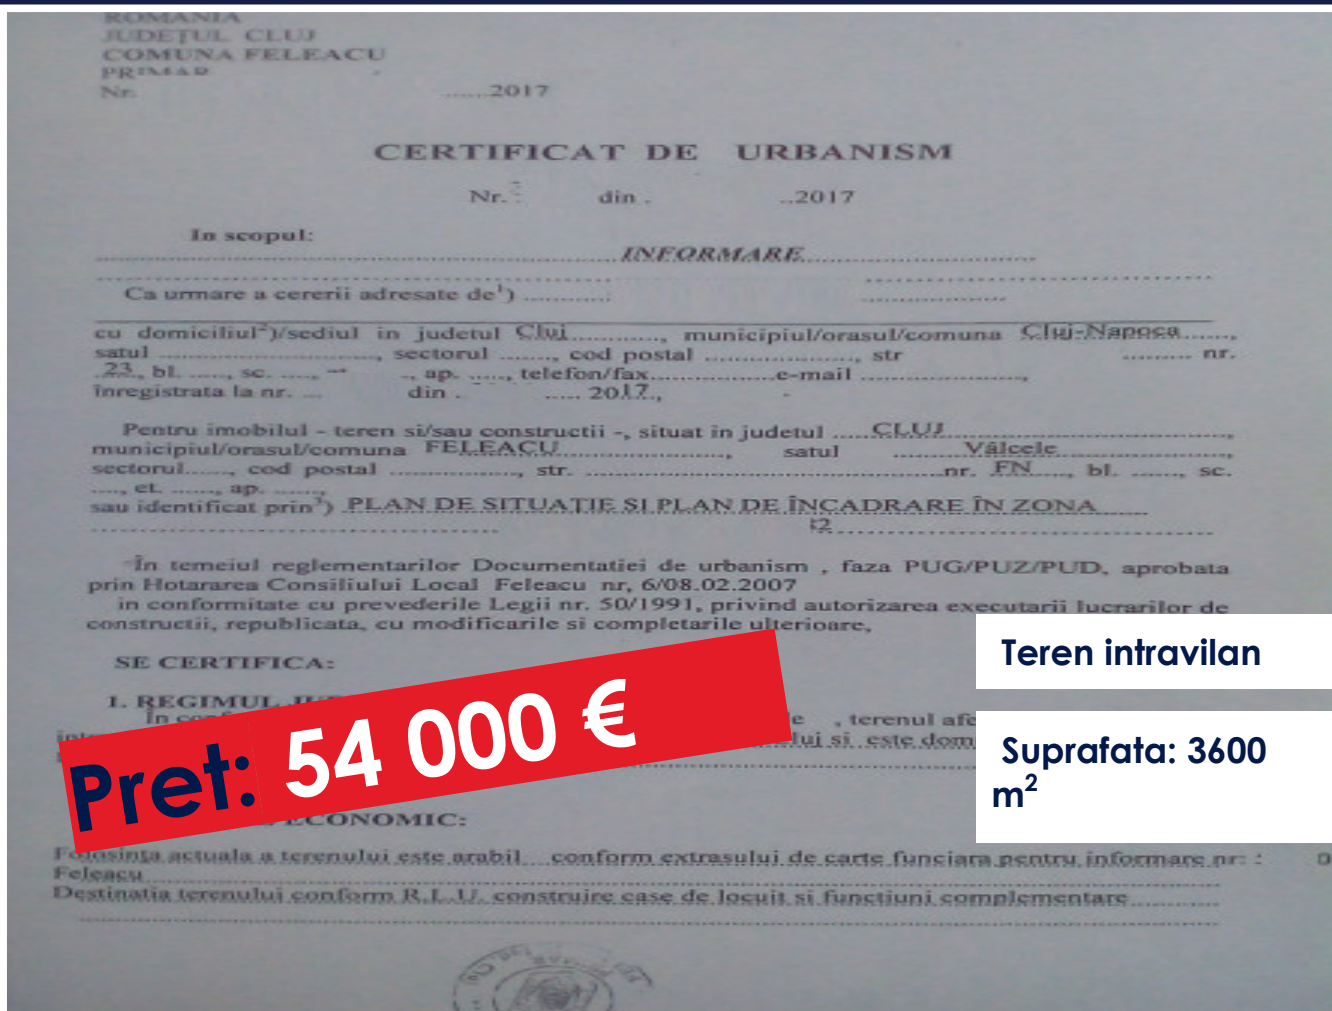 ROMANIA
JUDEŢUL CLUJ
COMUNA FELEACU
PRIMAR
Nr. ......2017
CERTIFICAT DE URBANISM
Nr. din . ..2017
In scopul:
INFORMARE
Ca urmare a cererii adresate de¹)
cu domiciliul²)/sediul in judetul Cluj............, municipiul/orasul/comuna Cluj-Napoca......,
satul ............................, sectorul ......., cod postal ..................., str .......... nr.
23, bl. ......, sc. ....., ., ap. ....., telefon/fax....................e-mail .....................,
înregistrata la nr. ... din . ...... 2017.,
Pentru imobilul - teren si/sau constructii -, situat in judetul .....CLUJ
municipiul/orasul/comuna FELEACU, satul ..........Vâlcele
sectorul......, cod postal ................., str. ..............................................nr. FN....., bl. ......., sc.
....., et. ......, ap. ......,
sau identificat prin³) PLAN DE SITUAŢIE SI PLAN DE ÎNCADRARE ÎN ZONA
În temeiul reglementarilor Documentatiei de urbanism , faza PUG/PUZ/PUD, aprobata
prin Hotararea Consiliului Local Feleacu nr, 6/08.02.2007
in conformitate cu prevederile Legii nr. 50/1991, privind autorizarea executarii lucrarilor de
constructii, republicata, cu modificarile si completarile ulterioare,
SE CERTIFICA:
Teren intravilan
1. REGIMUL
În , terenul
si este
Pret: 54 000 €
Suprafata: 3600
m²
ECONOMIC:
Folosinta actuala a terenului este arabil conform extrasului de carte funciara pentru informare nr:
Feleacu
Destinatia terenului conform R.L.U. construire case de locuit si functiuni complementare